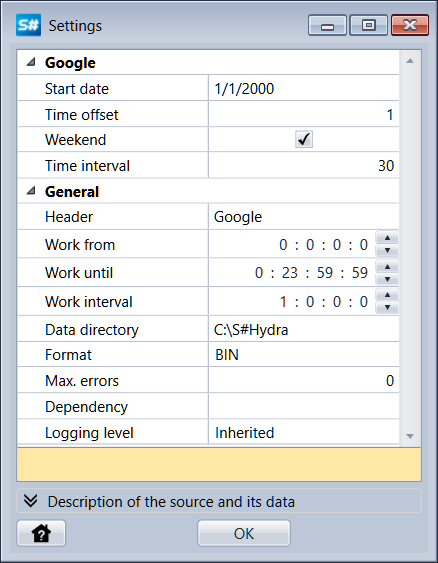 S# Settings
Google
Start date 1/1/2000
Time offset 1
Weekend
Time interval 30
General
Header Google
Work from 0 : 0 : 0 : 0
Work until 0 : 23 : 59 : 59
Work interval 1 : 0 : 0 : 0
Data directory C:\S#Hydra
Format BIN
Max. errors 0
Dependency
Logging level Inherited
Description of the source and its data
OK